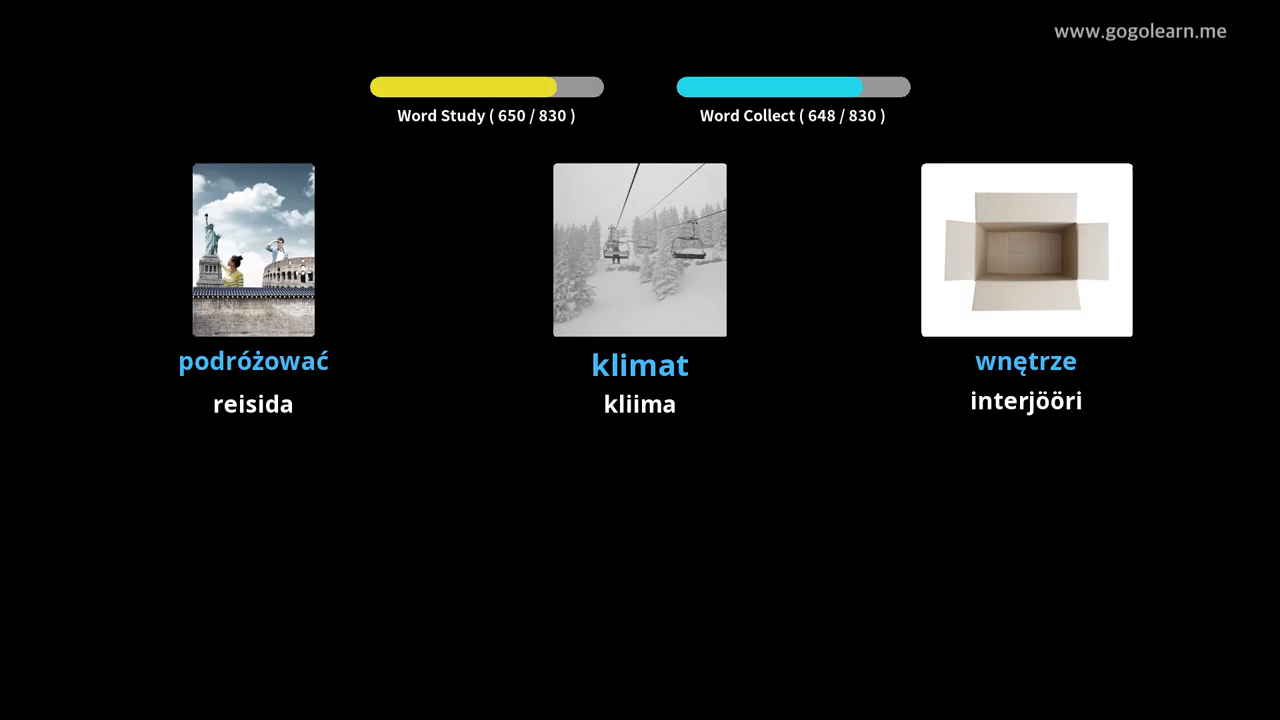 www.gogolearn.me
Word Study ( 650 / 830 )
Word Collect ( 648 / 830 )
podróżować
reisida
klimat
kliima
wnętrze
interjööri